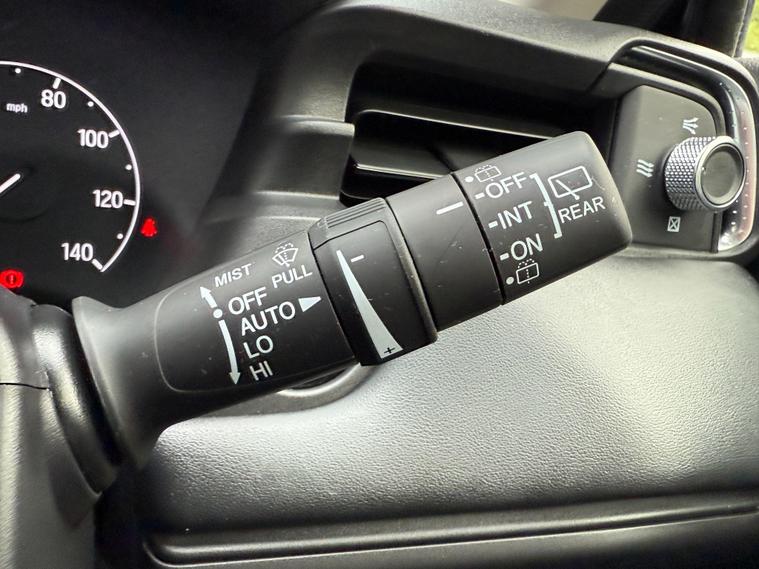 mph
80
100
120
140
MIST
PULL
OFF
AUTO
LO
HI
-
+
OFF
INT
ON
REAR